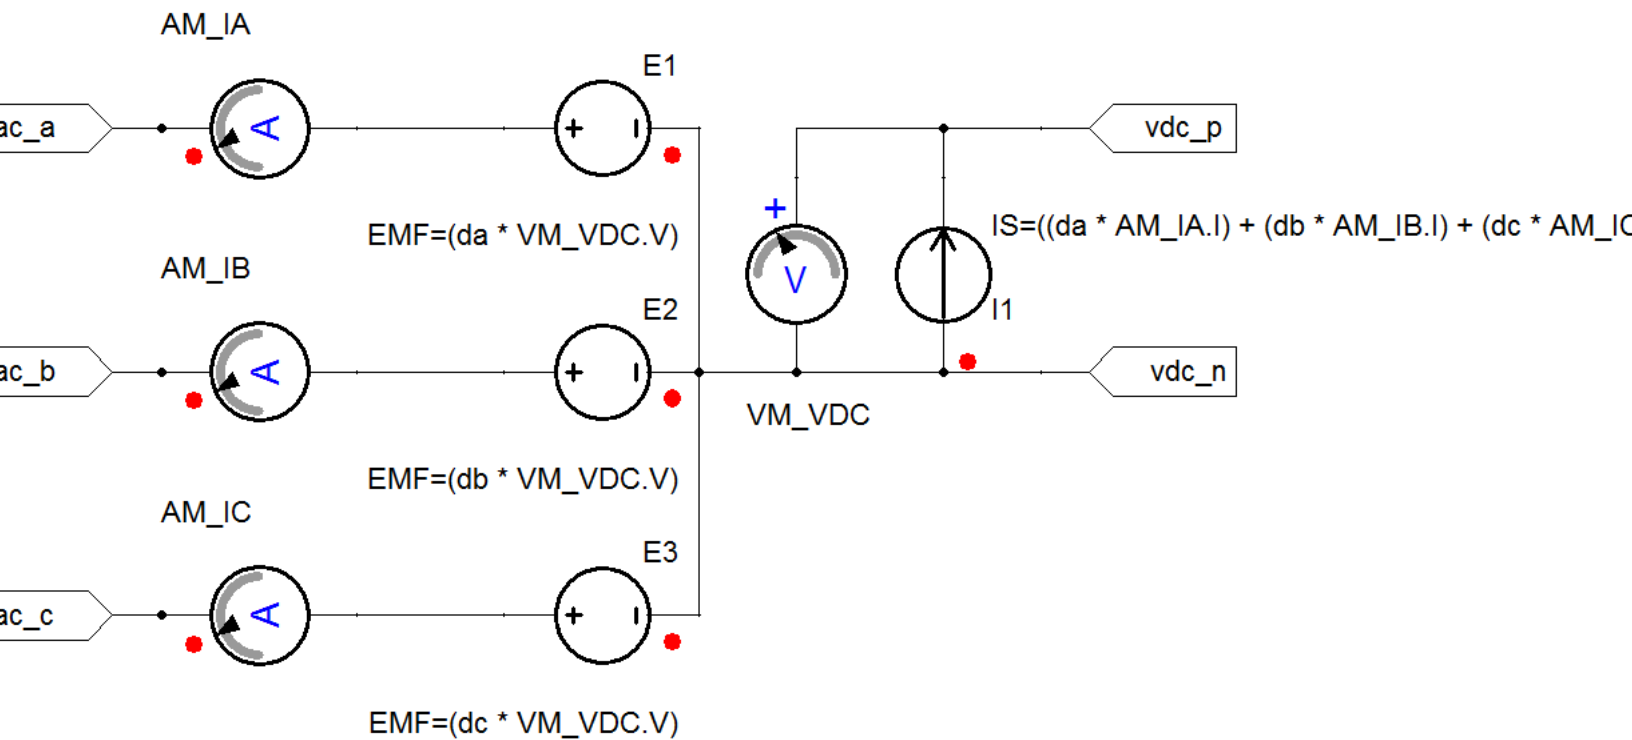 AM_IA
E1
ac_a
A
vdc_p
+
EMF=(da * VM_VDC.V)
IS=((da * AM_IA.I) + (db * AM_IB.I) + (dc * AM_IC
AM_IB
V
E2
I1
ac_b
A
vdc_n
VM_VDC
EMF=(db * VM_VDC.V)
AM_IC
E3
ac_c
A
EMF=(dc * VM_VDC.V)